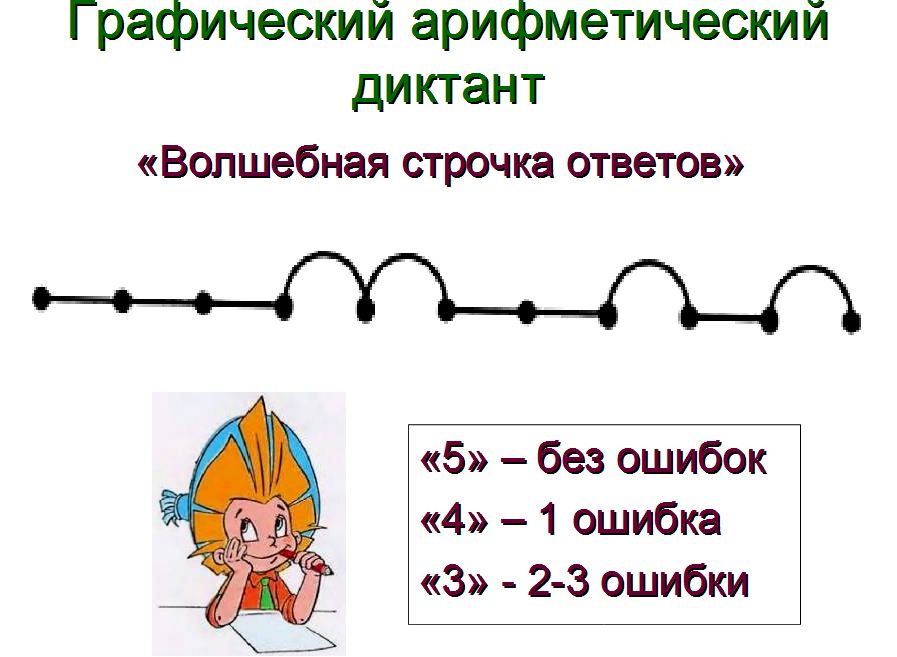 Графический арифметический
диктант
«Волшебная строчка ответов»
«5» – без ошибок
«4» – 1 ошибка
«3» - 2-3 ошибки